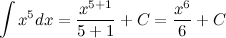 ∫ x⁵dx = x⁵⁺¹/(5 + 1) + C = x⁶/6 + C